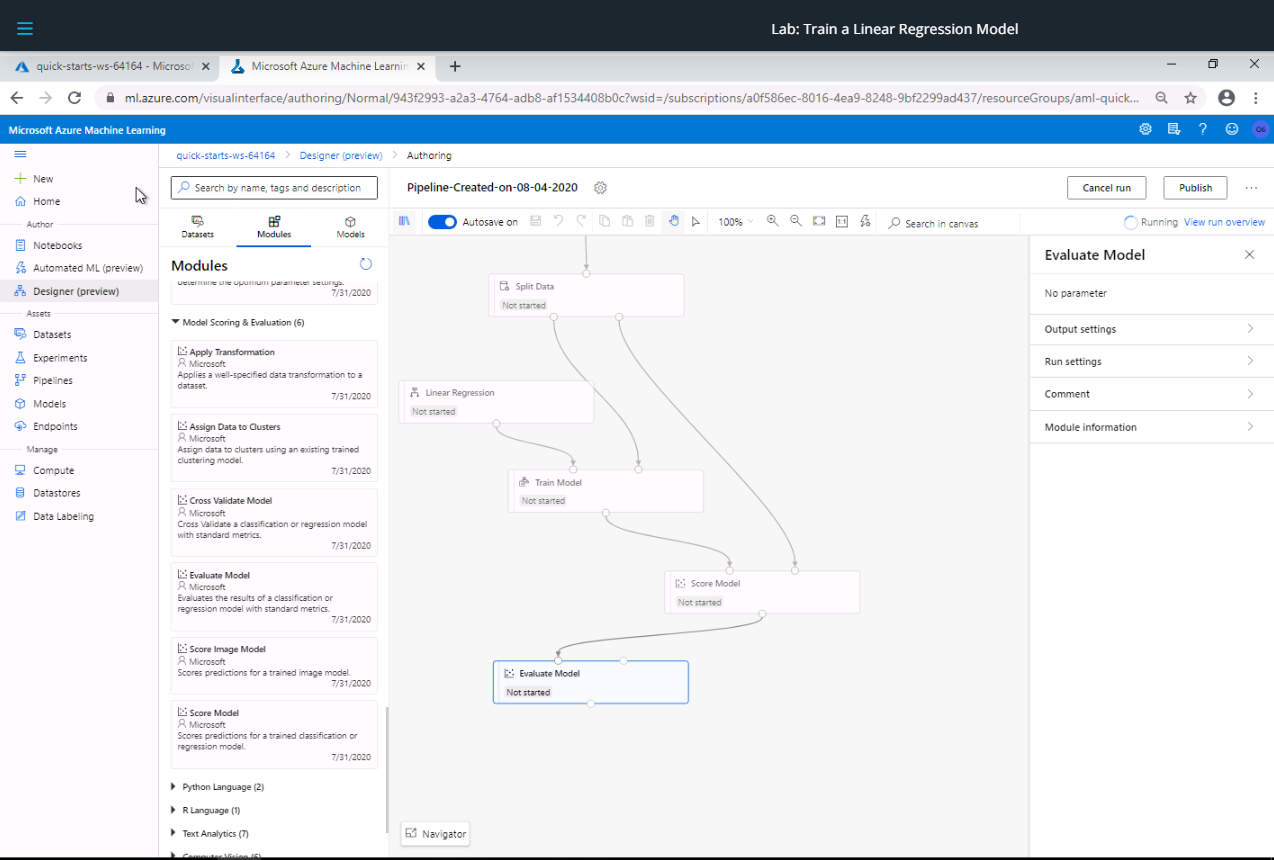 Lab: Train a Linear Regression Model
quick-starts-ws-64164 - Microsoft
Microsoft Azure Machine Learnin
ml.azure.com/visualinterface/authoring/Normal/943f2993-a2a3-4764-adb8-af1534408b0c?wsid=/subscriptions/a0f586ec-8016-4ea9-8248-9bf2299ad437/resourceGroups/aml-quick...
Microsoft Azure Machine Learning
New
Home
Author
Notebooks
Automated ML (preview)
Designer (preview)
Assets
Datasets
Experiments
Pipelines
Models
Endpoints
Manage
Compute
Datastores
Data Labeling
quick-starts-ws-64164 > Designer (preview) > Authoring
Search by name, tags and description
Datasets
Modules
Models
Modules
determine the optimum parameter settings.
7/31/2020
Model Scoring & Evaluation (6)
Apply Transformation
Microsoft
Applies a well-specified data transformation to a
dataset.
7/31/2020
Assign Data to Clusters
Microsoft
Assign data to clusters using an existing trained
clustering model.
7/31/2020
Cross Validate Model
Microsoft
Cross Validate a classification or regression model
with standard metrics.
7/31/2020
Evaluate Model
Microsoft
Evaluates the results of a classification or
regression model with standard metrics.
7/31/2020
Score Image Model
Microsoft
Scores predictions for a trained image model.
7/31/2020
Score Model
Microsoft
Scores predictions for a trained classification or
regression model.
7/31/2020
Python Language (2)
R Language (1)
Text Analytics (7)
Computer Vision (6)
Pipeline-Created-on-08-04-2020
Cancel run
Publish
Autosave on
100%
Search in canvas
Running
View run overview
Split Data
Not started
Linear Regression
Not started
Train Model
Not started
Score Model
Not started
Evaluate Model
Not started
Navigator
Evaluate Model
No parameter
Output settings
Run settings
Comment
Module information